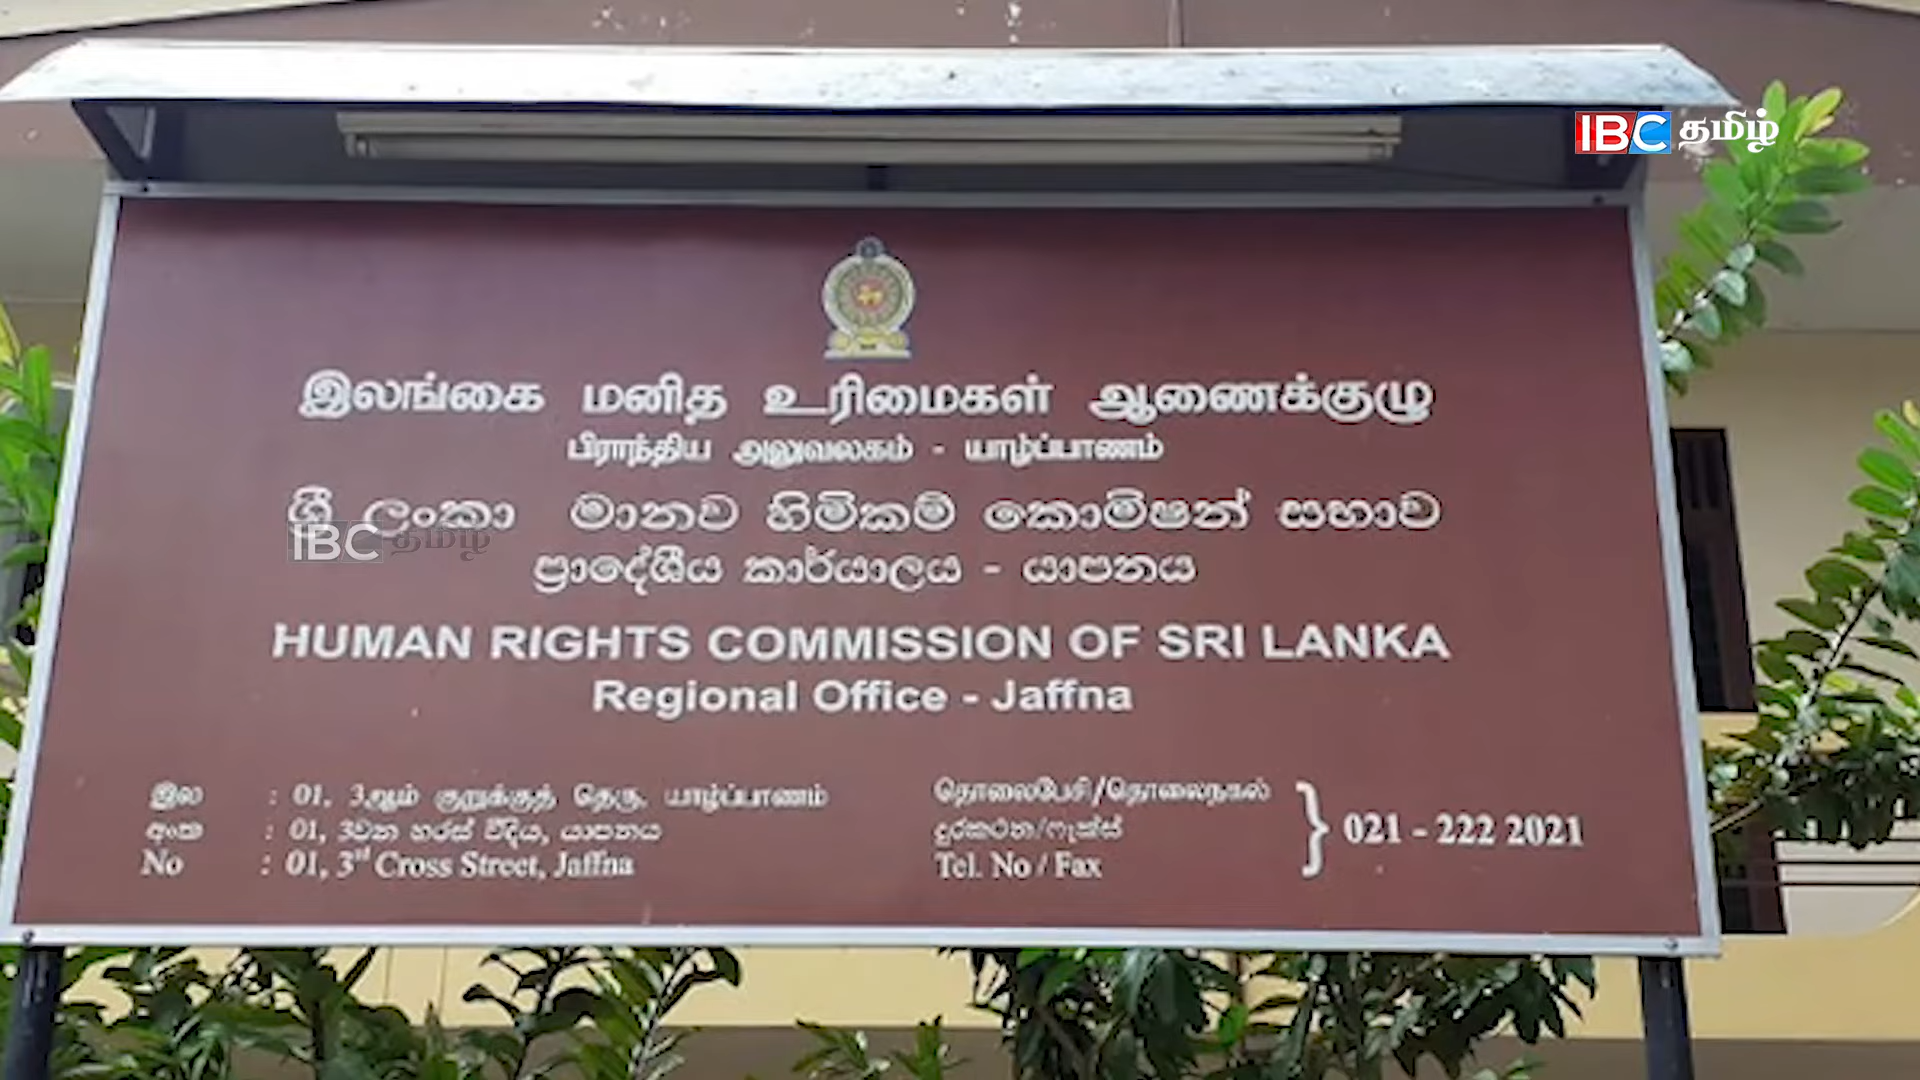 IBC தமிழ்
இலங்கை மனித உரிமைகள் ஆணைக்குழு
பிராந்திய அலுவலகம் - யாழ்ப்பாணம்
ශ්‍රී ලංකා මානව හිමිකම් කොමිෂන් සභාව
IBC தமிழ்
ප්‍රාදේශීය කාර්යාලය - යාපනය
HUMAN RIGHTS COMMISSION OF SRI LANKA
Regional Office - Jaffna
இல : 01, 3ஆம் குறுக்குத் தெரு, யாழ்ப்பாணம்
අංක : 01, 3වන හරස් වීදිය, යාපනය
No : 01, 3rd Cross Street, Jaffna
தொலைபேசி/தொலைநகல்
දුරකථන/ෆැක්ස්
Tel. No / Fax
} 021 - 222 2021